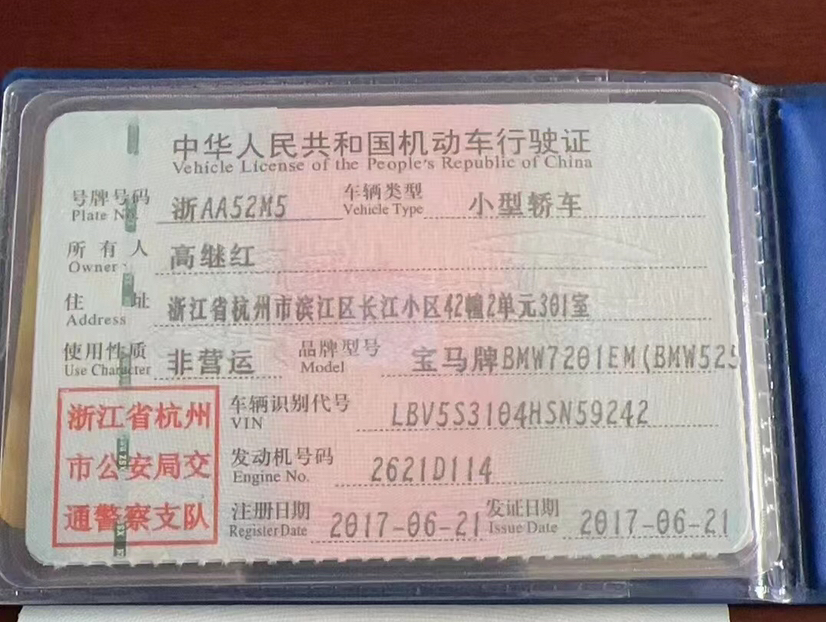 中华人民共和国机动车行驶证
Vehicle License of the People's Republic of China
号牌号码 浙AA52M5 车辆类型 小型轿车
Plate No. Vehicle Type
所有人 高继红
Owner
住址 浙江省杭州市滨江区长江小区42幢2单元301室
Address
使用性质 非营运 品牌型号 宝马牌BMW7201EM(BMW525
Use Character Model
浙江省杭州 车辆识别代号 LBV5S3104HSN59242
VIN
市公安局交 发动机号码 2621D114
Engine No.
通警察支队 注册日期 2017-06-21 发证日期 2017-06-21
Register Date Issue Date